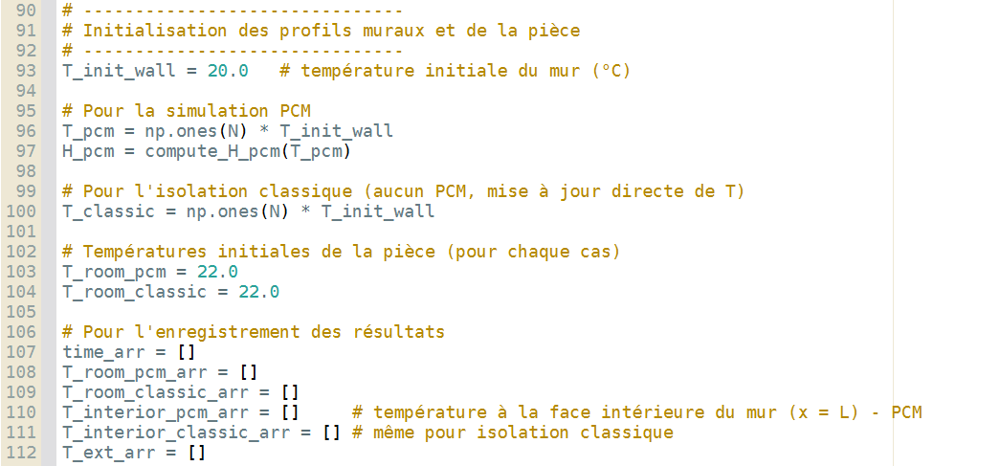 90 # -------------------------------
91 # Initialisation des profils muraux et de la pièce
92 # -------------------------------
93 T_init_wall = 20.0   # température initiale du mur (°C)
94
95 # Pour la simulation PCM
96 T_pcm = np.ones(N) * T_init_wall
97 H_pcm = compute_H_pcm(T_pcm)
98
99 # Pour l'isolation classique (aucun PCM, mise à jour directe de T)
100 T_classic = np.ones(N) * T_init_wall
101
102 # Températures initiales de la pièce (pour chaque cas)
103 T_room_pcm = 22.0
104 T_room_classic = 22.0
105
106 # Pour l'enregistrement des résultats
107 time_arr = []
108 T_room_pcm_arr = []
109 T_room_classic_arr = []
110 T_interior_pcm_arr = []     # température à la face intérieure du mur (x = L) - PCM
111 T_interior_classic_arr = [] # même pour isolation classique
112 T_ext_arr = []